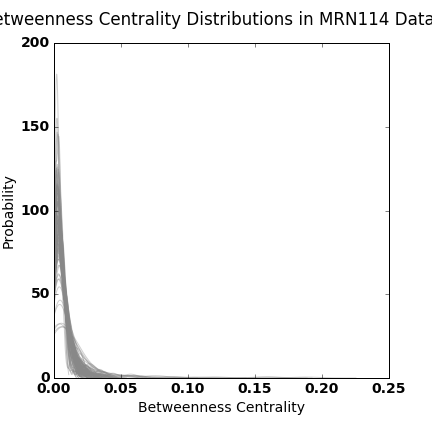 etweenness Centrality Distributions in MRN114 Data
200
150
100
50
0
Probability
0.00 0.05 0.10 0.15 0.20 0.25
Betweenness Centrality